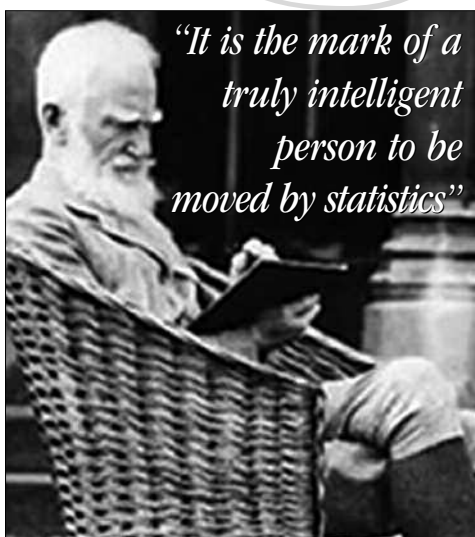 “It is the mark of a
truly intelligent
person to be
moved by statistics”